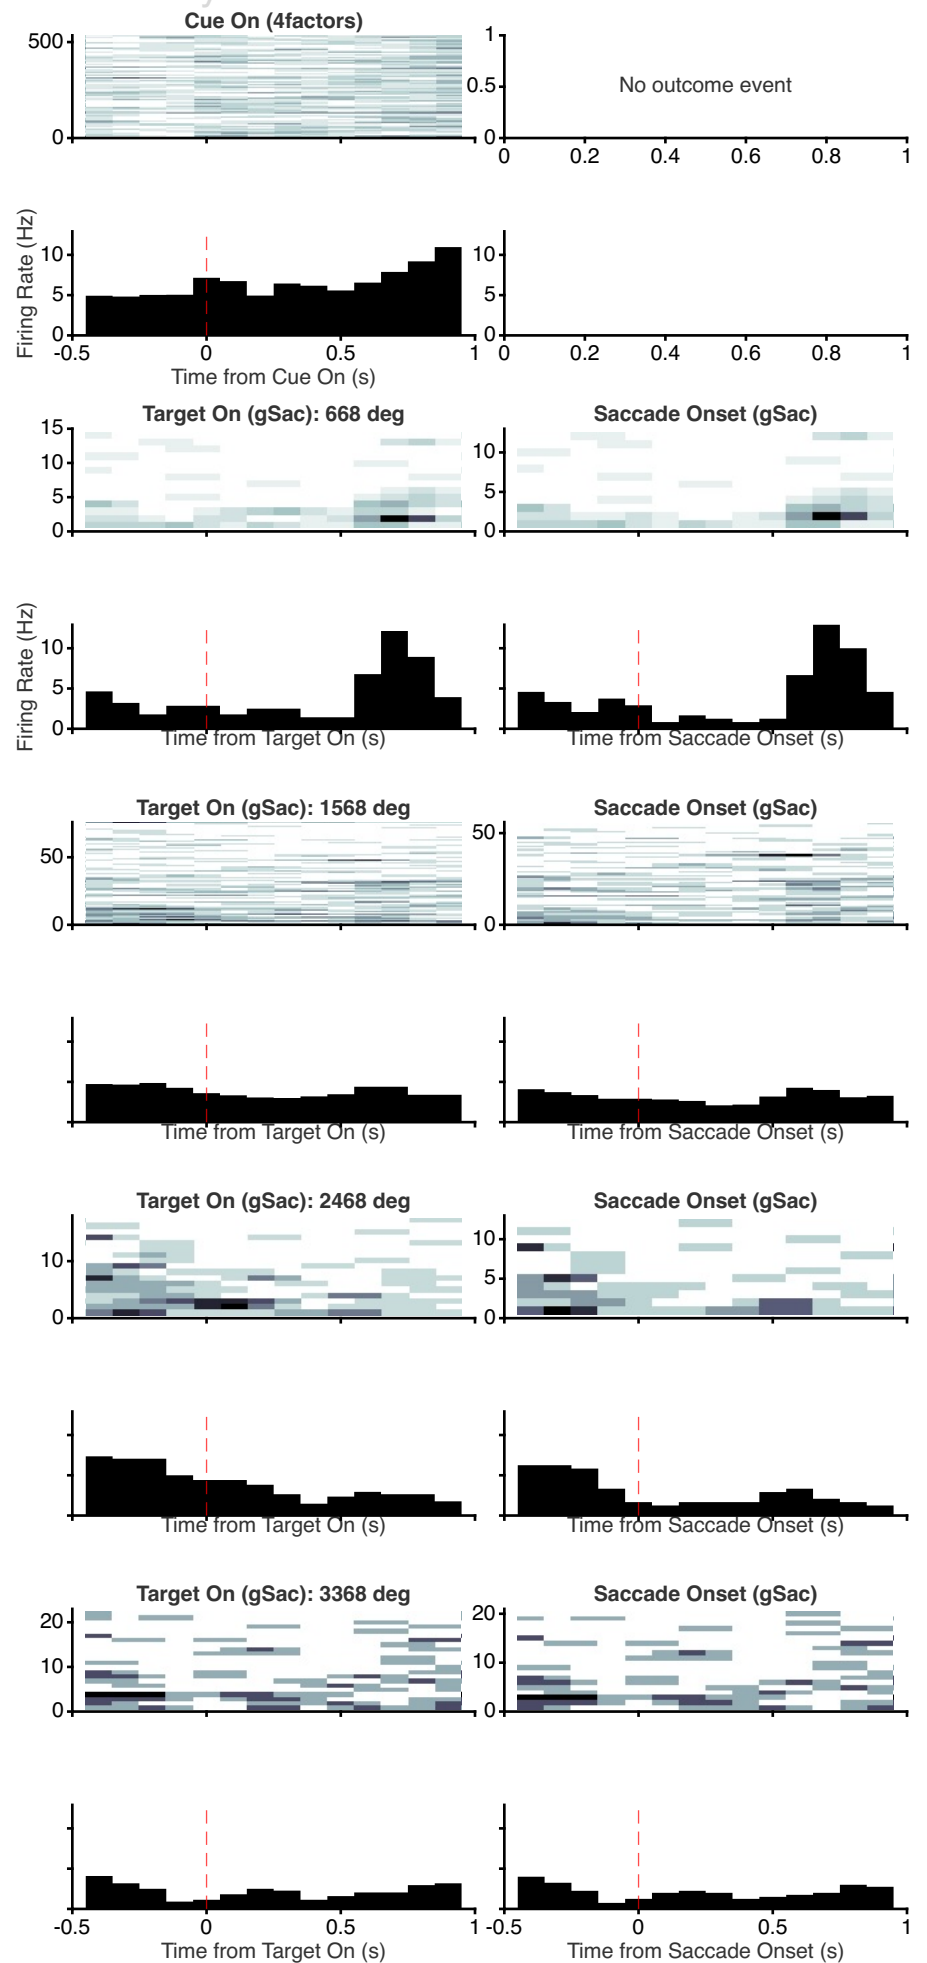 Cue On (4factors)
500
0
1
0.5
0
No outcome event
0 0.2 0.4 0.6 0.8 1
Firing Rate (Hz)
10
5
0
-0.5 0 0.5 1
Time from Cue On (s)
10
5
0
0 0.2 0.4 0.6 0.8 1
Target On (gSac): 668 deg
15
10
5
0
Saccade Onset (gSac)
10
5
0
Firing Rate (Hz)
10
5
0
Time from Target On (s)
Time from Saccade Onset (s)
Target On (gSac): 1568 deg
50
0
Saccade Onset (gSac)
50
0
Time from Target On (s)
Time from Saccade Onset (s)
Target On (gSac): 2468 deg
10
0
Saccade Onset (gSac)
10
5
0
Time from Target On (s)
Time from Saccade Onset (s)
Target On (gSac): 3368 deg
20
10
0
Saccade Onset (gSac)
20
10
0
-0.5 0 0.5 1
Time from Target On (s)
-0.5 0 0.5 1
Time from Saccade Onset (s)